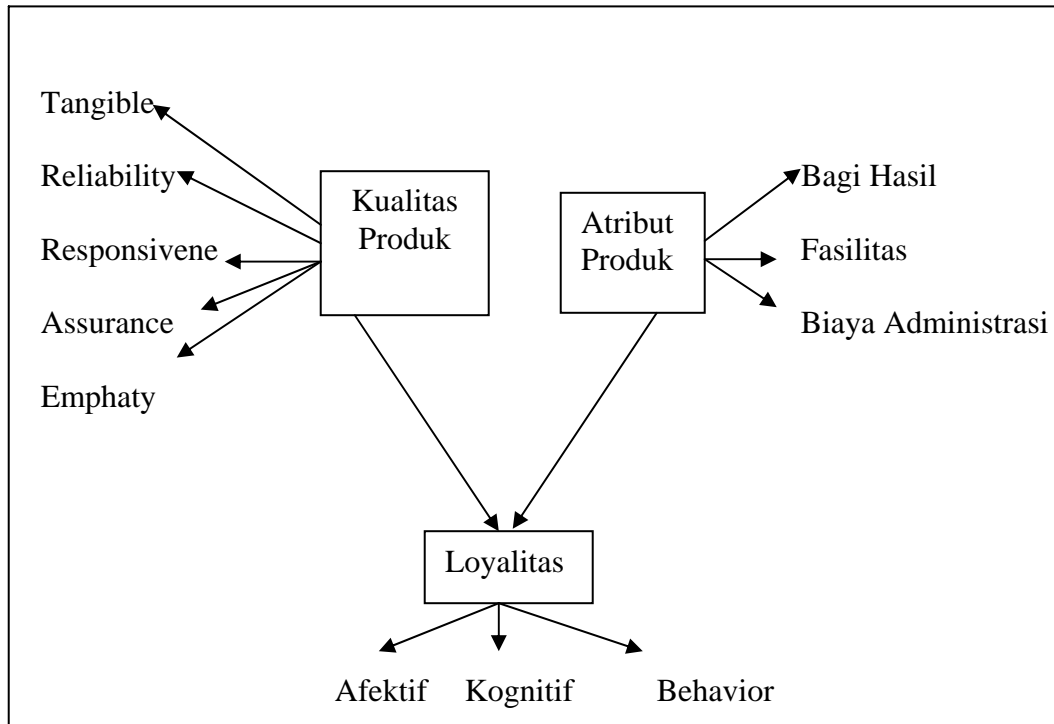 Tangible
Reliability
Responsivene
Assurance
Emphaty
Kualitas
Produk
Atribut
Produk
Bagi Hasil
Fasilitas
Biaya Administrasi
Loyalitas
Afektif
Kognitif
Behavior